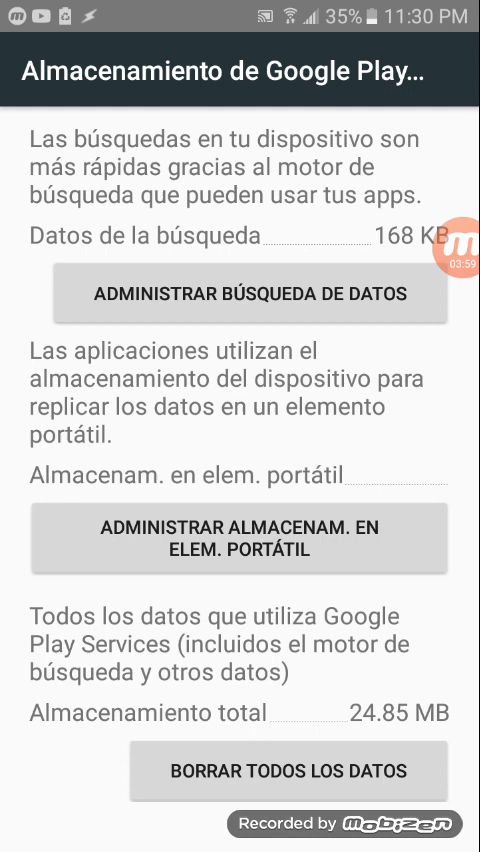 35% 11:30 PM
Almacenamiento de Google Play...
Las búsquedas en tu dispositivo son
más rápidas gracias al motor de
búsqueda que pueden usar tus apps.
Datos de la búsqueda 168 KB
03:59
ADMINISTRAR BÚSQUEDA DE DATOS
Las aplicaciones utilizan el
almacenamiento del dispositivo para
replicar los datos en un elemento
portátil.
Almacenam. en elem. portátil
ADMINISTRAR ALMACENAM. EN
ELEM. PORTÁTIL
Todos los datos que utiliza Google
Play Services (incluidos el motor de
búsqueda y otros datos)
Almacenamiento total 24.85 MB
BORRAR TODOS LOS DATOS
Recorded by mobizen